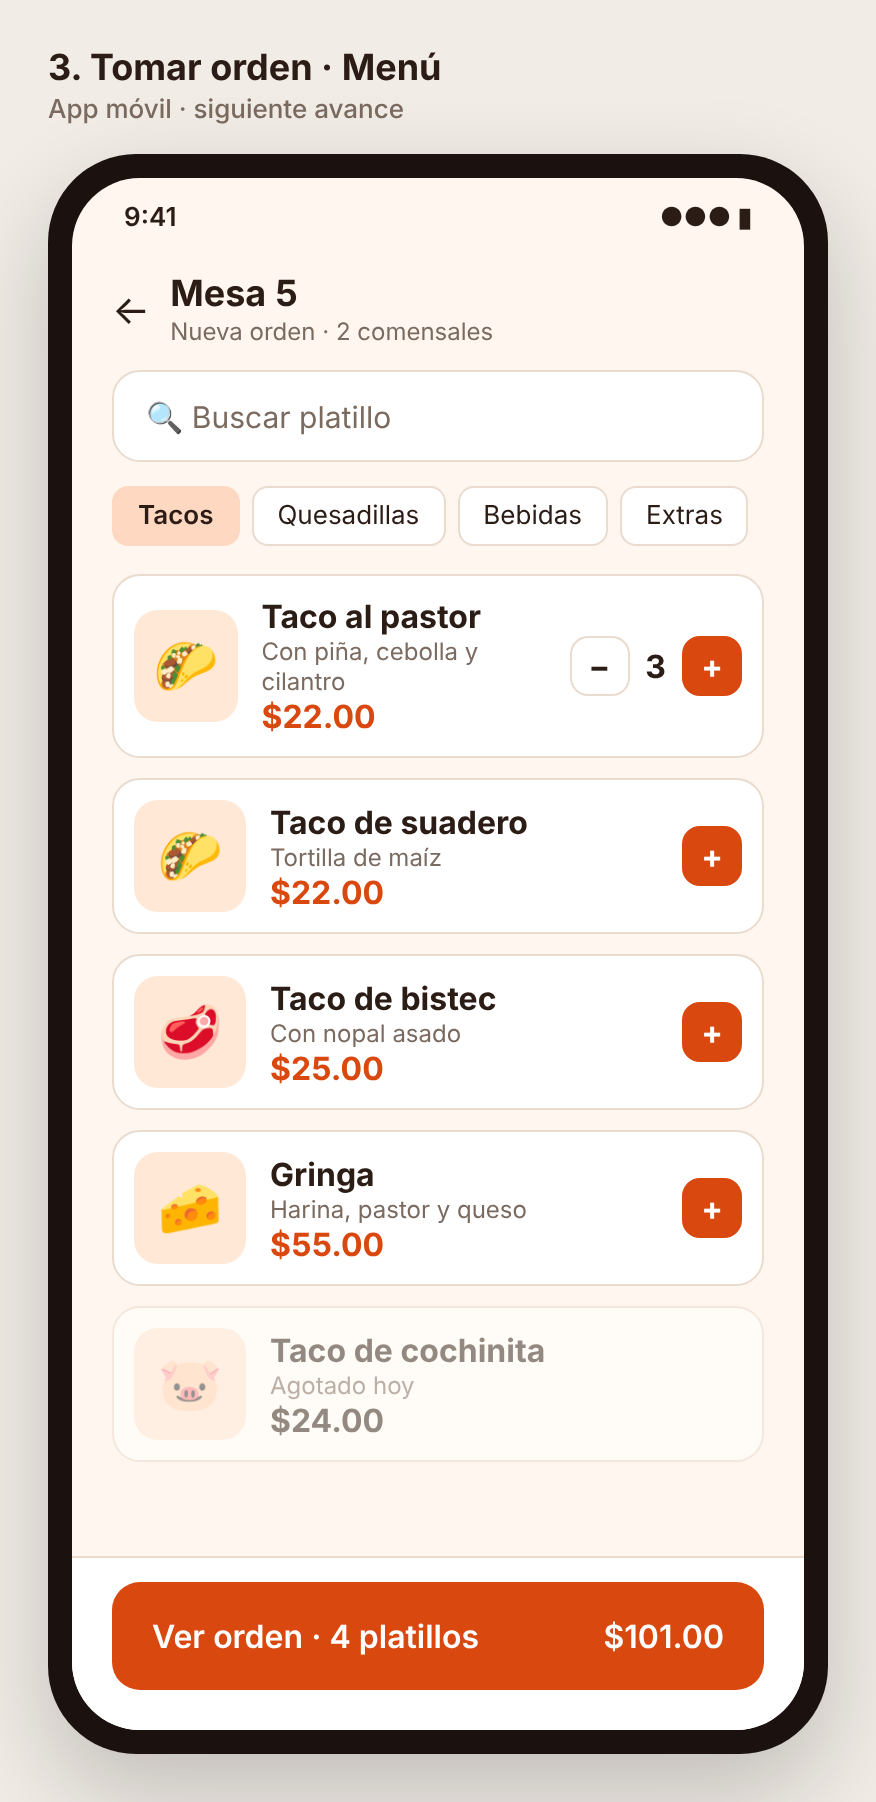 3. Tomar orden · Menú
App móvil · siguiente avance
9:41
Mesa 5
Nueva orden · 2 comensales
Buscar platillo
Tacos Quesadillas Bebidas Extras
Taco al pastor
Con piña, cebolla y
cilantro
$22.00
− 3 +
Taco de suadero
Tortilla de maíz
$22.00
+
Taco de bistec
Con nopal asado
$25.00
+
Gringa
Harina, pastor y queso
$55.00
+
Taco de cochinita
Agotado hoy
$24.00
Ver orden · 4 platillos $101.00